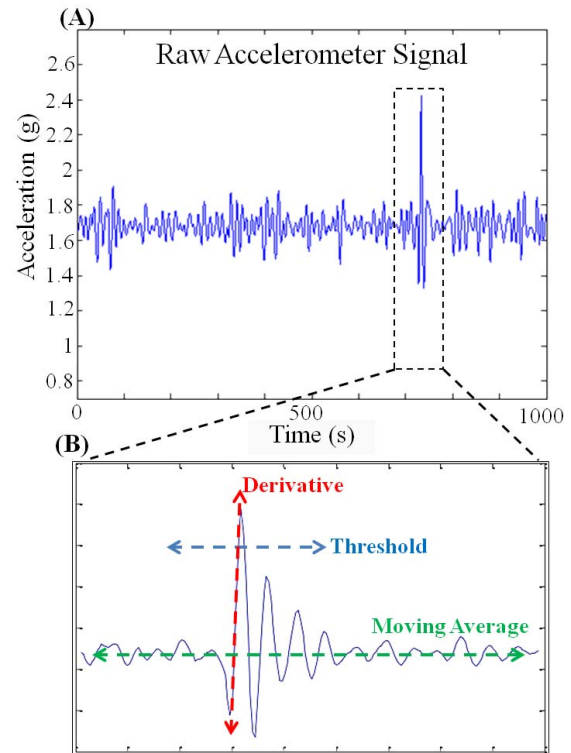 (A)
Raw Accelerometer Signal
2.6
2.4
2.2
2
1.8
1.6
1.4
1.2
1
0.8
Acceleration (g)
0
500
1000
Time (s)
(B)
Derivative
Threshold
Moving Average